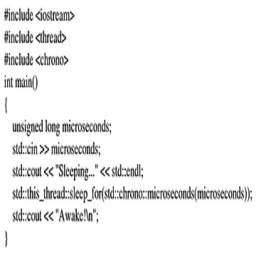 #include <iostream>
#include <thread>
#include <chrono>
int main()
{
unsigned long microseconds;
std::cin >> microseconds;
std::cout << "Sleeping..." << std::endl;
std::this_thread::sleep_for(std::chrono::microseconds(microseconds));
std::cout << "Awake!\n";
}